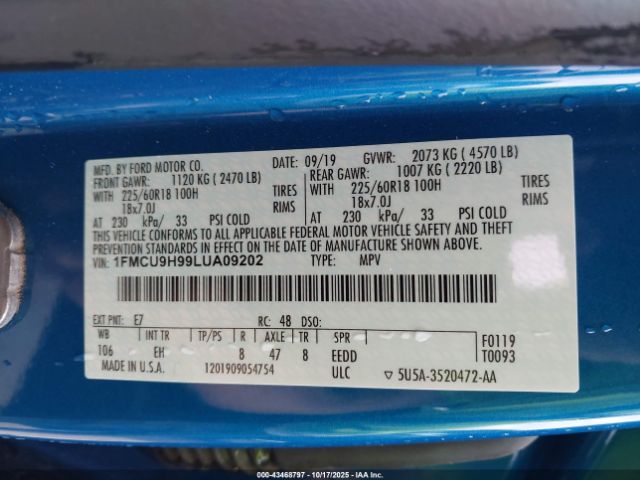 MFD. BY FORD MOTOR CO. DATE: 09/19 GVWR: 2073 KG ( 4570 LB)
FRONT GAWR: 1120 KG ( 2470 LB) REAR GAWR: 1007 KG ( 2220 LB)
WITH 225/60R18 100H TIRES WITH 225/60R18 100H TIRES
18x7.0J RIMS 18x7.0J RIMS
AT 230 kPa/ 33 PSI COLD AT 230 kPa/ 33 PSI COLD
THIS VEHICLE CONFORMS TO ALL APPLICABLE FEDERAL MOTOR VEHICLE SAFETY AND THEFT
PREVENTION STANDARDS IN EFFECT ON THE DATE OF MANUFACTURE SHOWN ABOVE.
VIN: 1FMCU9H99LUA09202 TYPE: MPV
EXT PNT: E7 RC: 48 DSO:
WB INT TR TP/PS R AXLE TR SPR F0119
106 EH 8 47 8 EEDD T0093
MADE IN U.S.A. 1201909054754 ULC ▽ 5U5A-3520472-AA
000-43468797 - 10/17/2025 - Copyright IAA, Inc.